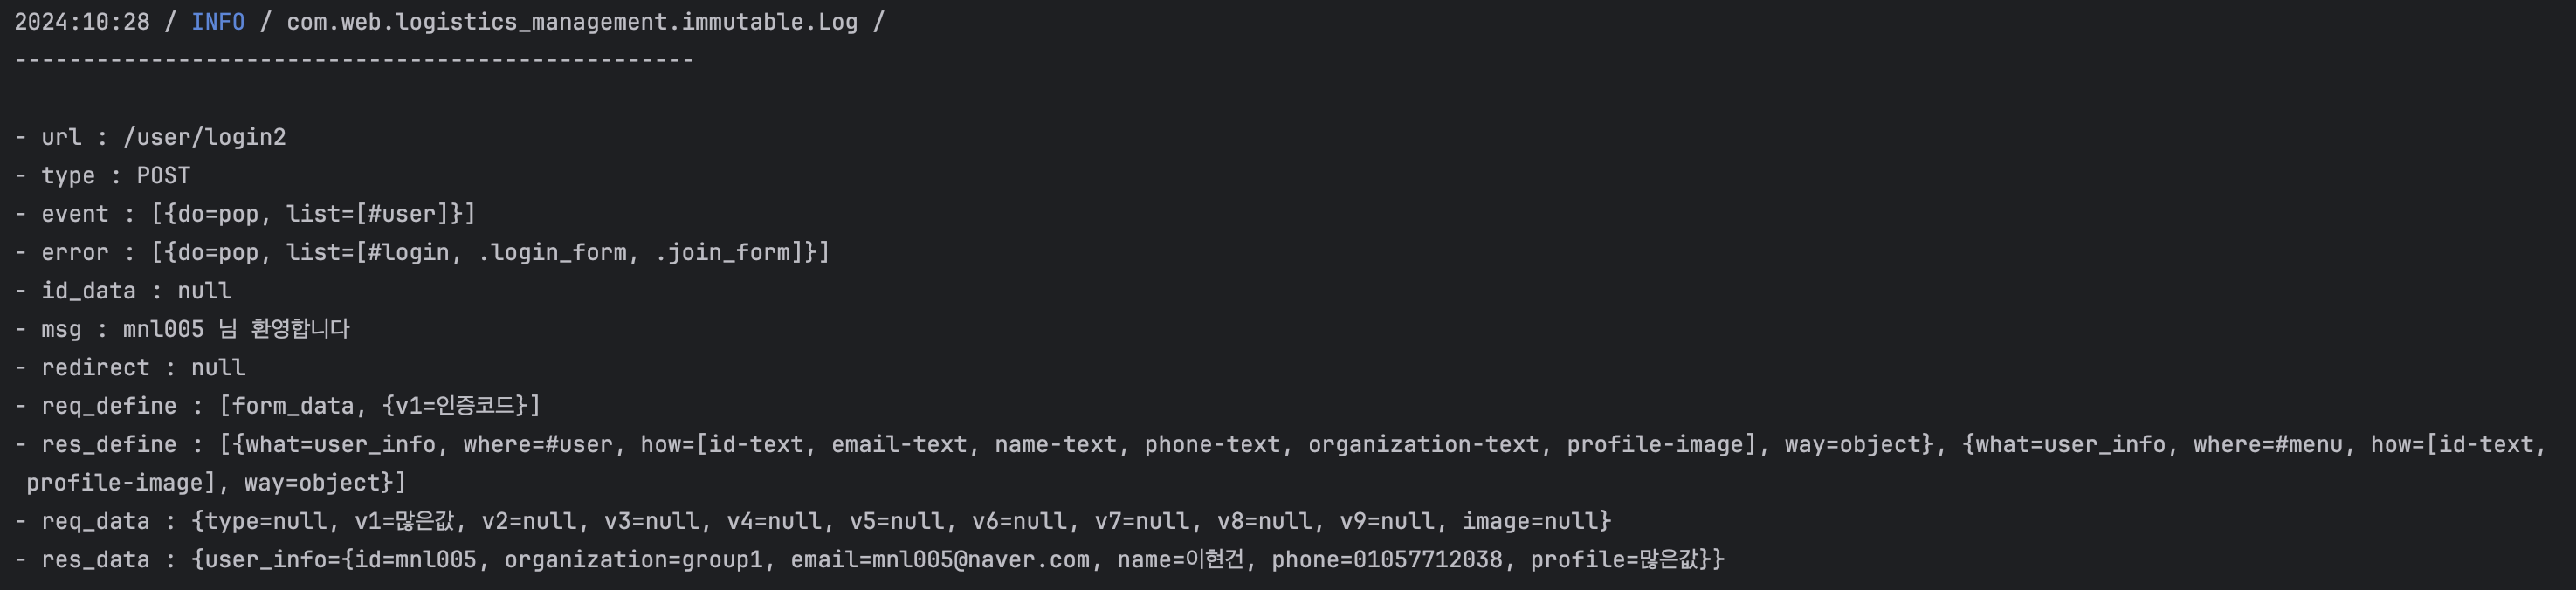 2024:10:28 / INFO / com.web.logistics_management.immutable.Log /
--------------------------------------------------
- url : /user/login2
- type : POST
- event : [{do=pop, list=[#user]}]
- error : [{do=pop, list=[#login, .login_form, .join_form]}]
- id_data : null
- msg : mnl005 님 환영합니다
- redirect : null
- req_define : [form_data, {v1=인증코드}]
- res_define : [{what=user_info, where=#user, how=[id-text, email-text, name-text, phone-text, organization-text, profile-image], way=object}, {what=user_info, where=#menu, how=[id-text,
profile-image], way=object}]
- req_data : {type=null, v1=많은값, v2=null, v3=null, v4=null, v5=null, v6=null, v7=null, v8=null, v9=null, image=null}
- res_data : {user_info={id=mnl005, organization=group1, email=mnl005@naver.com, name=이현건, phone=01057712038, profile=많은값}}